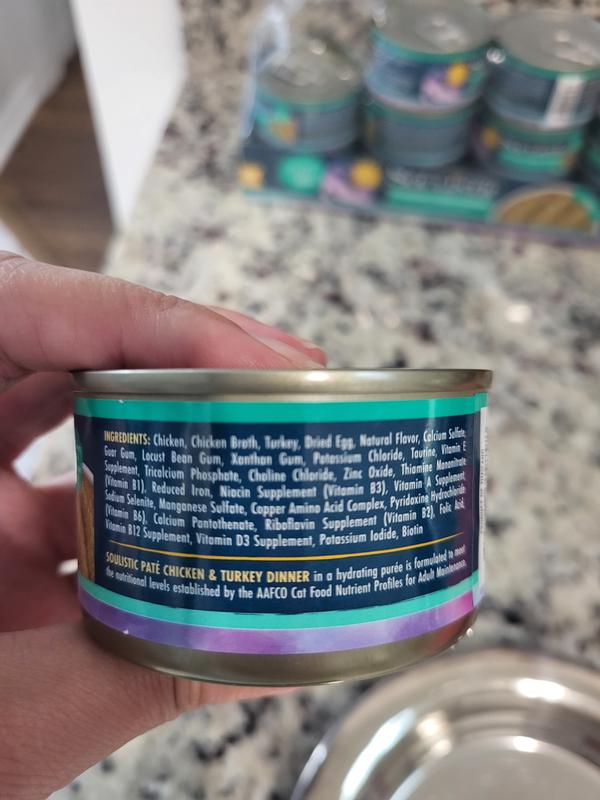 INGREDIENTS: Chicken, Chicken Broth, Turkey, Dried Egg, Natural Flavor, Calcium Sulfate,
Guar Gum, Locust Bean Gum, Xanthan Gum, Potassium Chloride, Taurine, Vitamin E
Supplement, Tricalcium Phosphate, Choline Chloride, Zinc Oxide, Thiamine Mononitrate
(Vitamin B1), Reduced Iron, Niacin Supplement (Vitamin B3), Vitamin A Supplement,
Sodium Selenite, Manganese Sulfate, Copper Amino Acid Complex, Pyridoxine Hydrochloride
(Vitamin B6), Calcium Pantothenate, Riboflavin Supplement (Vitamin B2), Folic Acid,
Vitamin B12 Supplement, Vitamin D3 Supplement, Potassium Iodide, Biotin
SOULISTIC PATÉ CHICKEN & TURKEY DINNER in a hydrating purée is formulated to meet
the nutritional levels established by the AAFCO Cat Food Nutrient Profiles for Adult Maintenance.